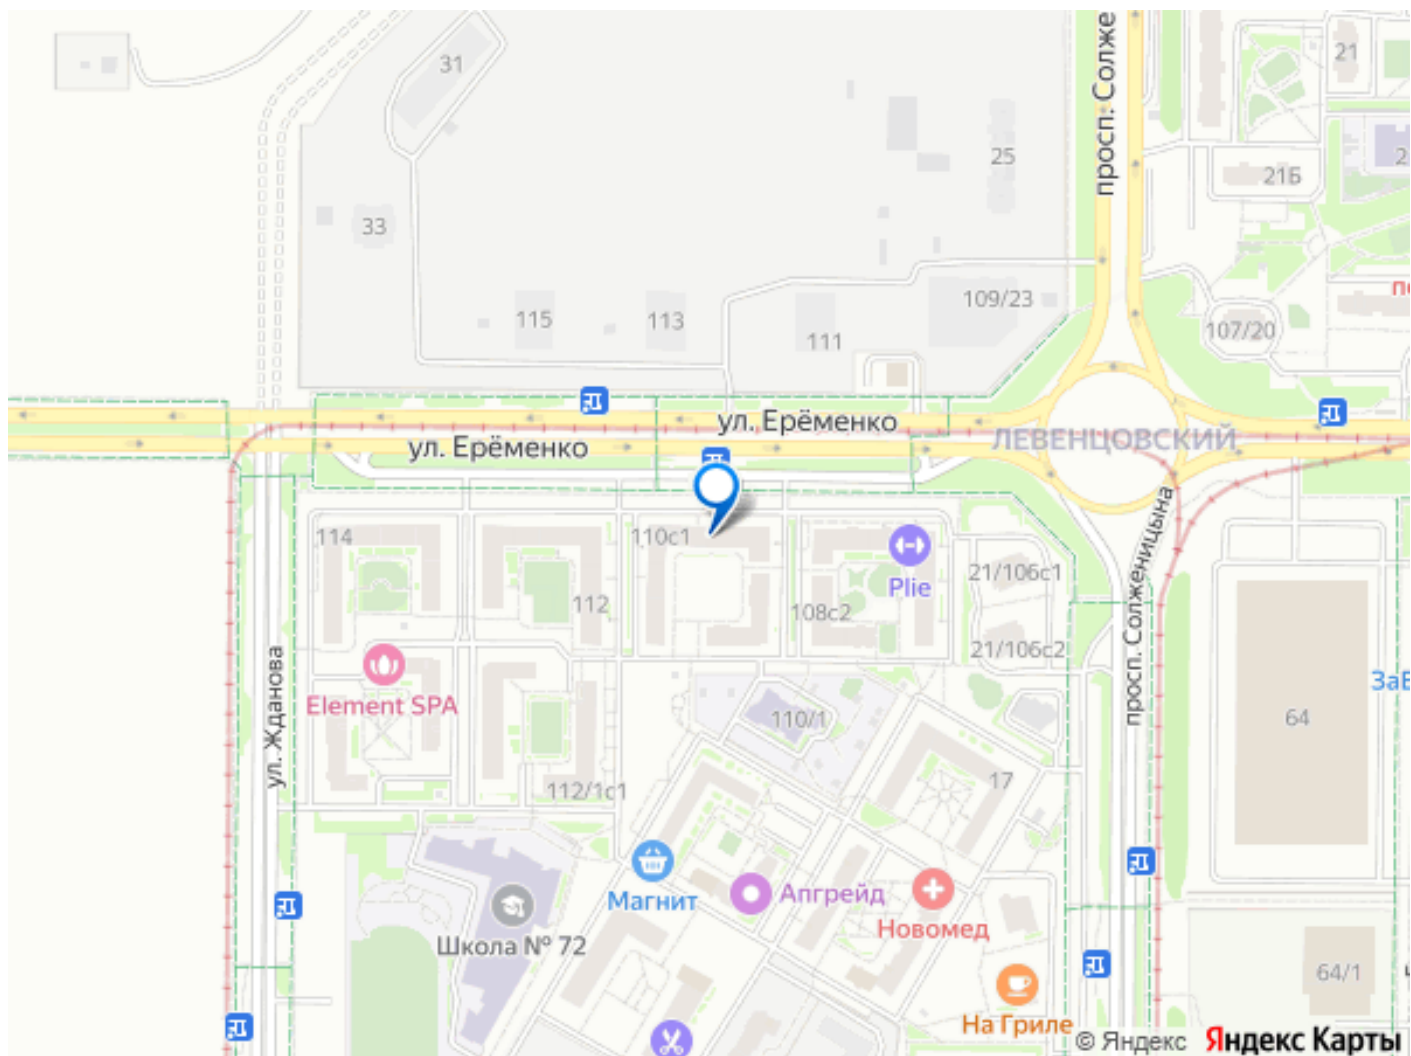 31
просп. Солже
21
25
21Б
2
33
109/23
115
113
111
107/20
ул. Ерёменко
ул. Ерёменко
ЛЕВЕНЦОВСКИЙ
114
110с1
Plie
21/106с1
112
108с2
21/106с2
просп. Солженицына
ул. Жданова
Element SPA
110/1
ЗаВ
64
112/1с1
17
Магнит
Апгрейд
Новомед
Школа № 72
64/1
На Гриле
© Яндекс Яндекс Карты